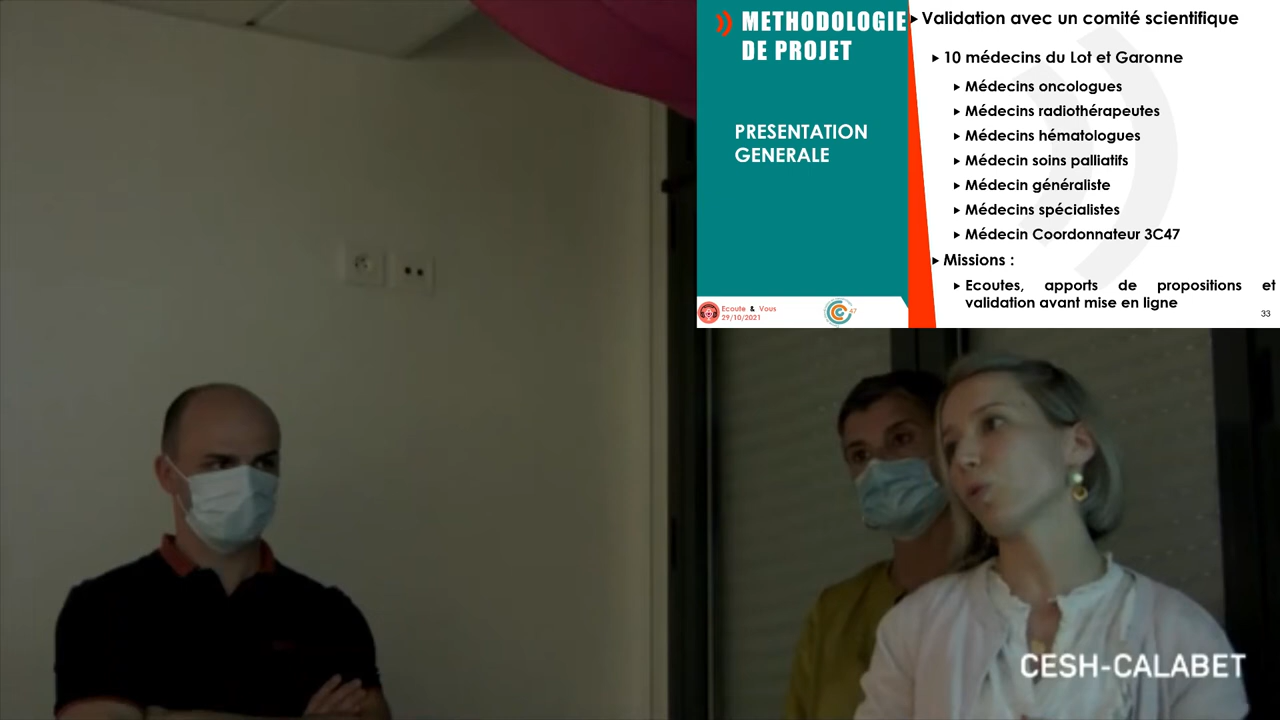 METHODOLOGIE
DE PROJET
PRESENTATION
GENERALE
Ecoute & Vous
29/10/2021
47
Validation avec un comité scientifique
10 médecins du Lot et Garonne
Médecins oncologues
Médecins radiothérapeutes
Médecins hématologues
Médecin soins palliatifs
Médecin généraliste
Médecins spécialistes
Médecin Coordonnateur 3C47
Missions :
Ecoutes, apports de propositions et
validation avant mise en ligne
33
CESH-CALABET